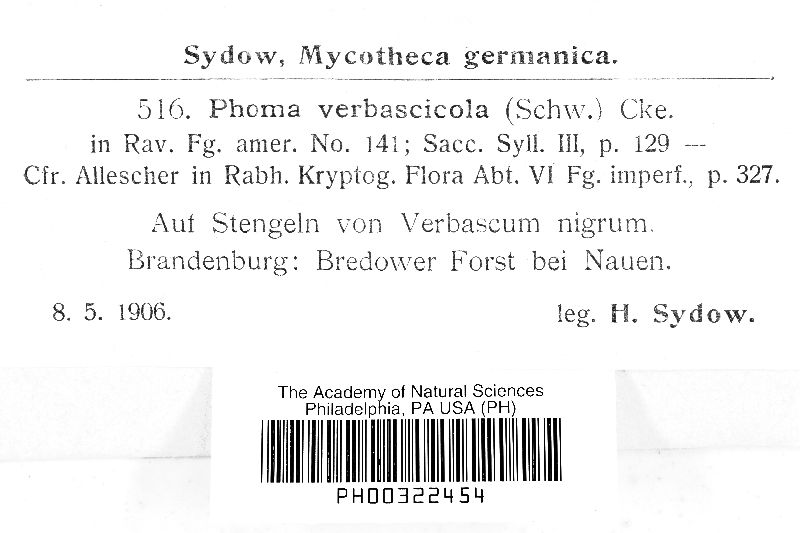 Sydow, Mycotheca germanica.
516. Phoma verbascicola (Schw.) Cke.
in Rav. Fg. amer. No. 141; Sacc. Syll. III, p. 129 —
Cfr. Allescher in Rabh. Kryptog. Flora Abt. VI Fg. imperf., p. 327.
Auf Stengeln von Verbascum nigrum.
Brandenburg: Bredower Forst bei Nauen.
8. 5. 1906. leg. H. Sydow.
The Academy of Natural Sciences
Philadelphia, PA USA (PH)
PH00322454